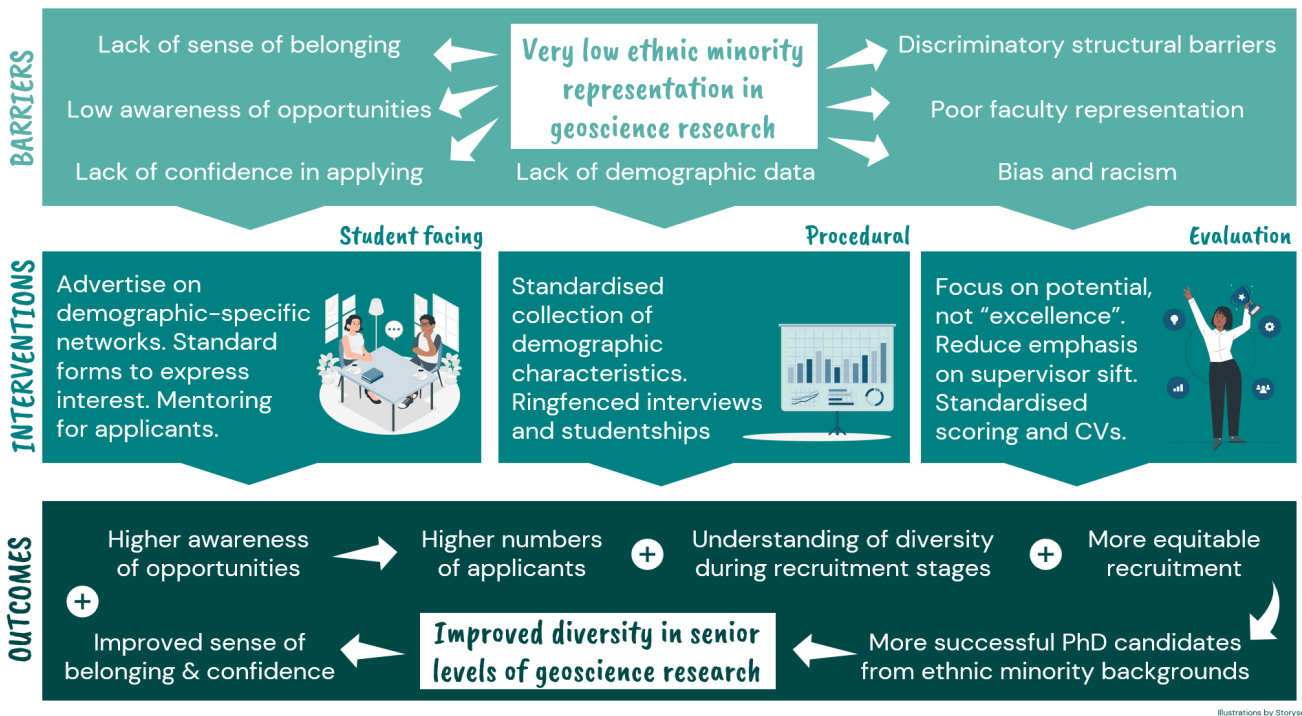 BARRIERS
Lack of sense of belonging
Low awareness of opportunities
Lack of confidence in applying
Very low ethnic minority
representation in
geoscience research
Lack of demographic data
Discriminatory structural barriers
Poor faculty representation
Bias and racism
INTERVENTIONS
Student facing
Advertise on
demographic-specific
networks. Standard
forms to express
interest. Mentoring
for applicants.
Procedural
Standardised
collection of
demographic
characteristics.
Ringfenced interviews
and studentships
Evaluation
Focus on potential,
not “excellence”.
Reduce emphasis
on supervisor sift.
Standardised
scoring and CVs.
OUTCOMES
Higher awareness
of opportunities
Higher numbers
of applicants
+
Understanding of diversity
during recruitment stages
+
More equitable
recruitment
+
Improved sense of
belonging & confidence
Improved diversity in senior
levels of geoscience research
More successful PhD candidates
from ethnic minority backgrounds
Illustrations by Storys